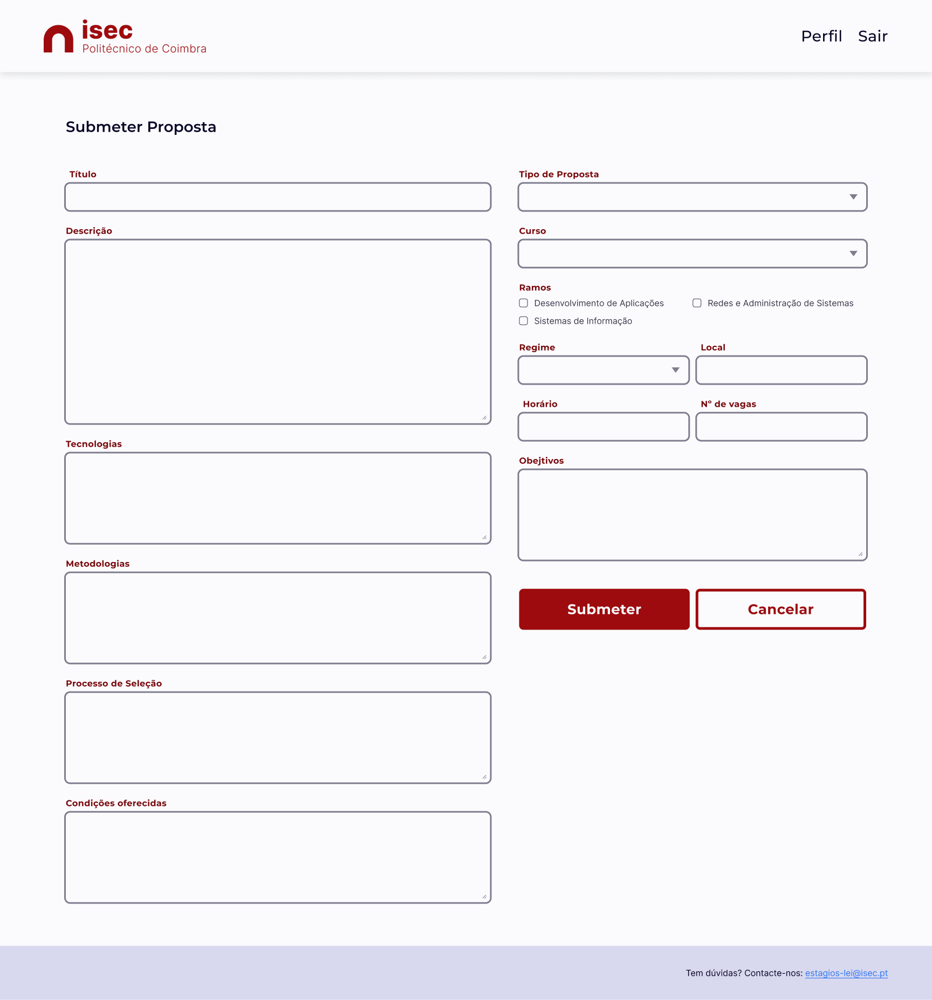 isec
Politécnico de Coimbra
Perfil Sair
Submeter Proposta
Título
Descrição
Tecnologias
Metodologias
Processo de Seleção
Condições oferecidas
Tipo de Proposta
Curso
Ramos
Desenvolvimento de Aplicações
Redes e Administração de Sistemas
Sistemas de Informação
Regime
Local
Horário
Nº de vagas
Obejtivos
Submeter
Cancelar
Tem dúvidas? Contacte-nos: estagios-lei@isec.pt